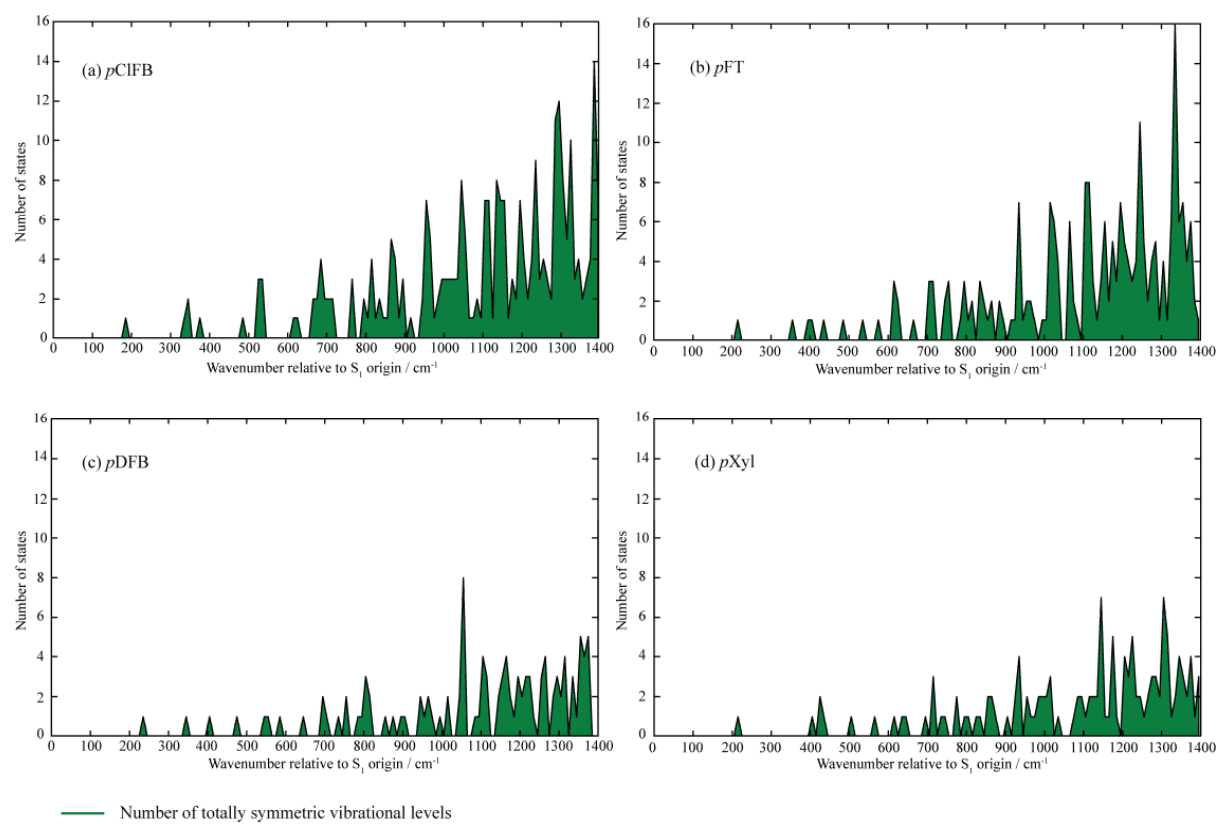 16
14
12
10
8
6
4
2
0
Number of states
(a) pClFB
0 100 200 300 400 500 600 700 800 900 1000 1100 1200 1300 1400
Wavenumber relative to S₁ origin / cm⁻¹
16
14
12
10
8
6
4
2
0
Number of states
(b) pFT
0 100 200 300 400 500 600 700 800 900 1000 1100 1200 1300 1400
Wavenumber relative to S₁ origin / cm⁻¹
16
14
12
10
8
6
4
2
0
Number of states
(c) pDFB
0 100 200 300 400 500 600 700 800 900 1000 1100 1200 1300 1400
Wavenumber relative to S₁ origin / cm⁻¹
16
14
12
10
8
6
4
2
0
Number of states
(d) pXyl
0 100 200 300 400 500 600 700 800 900 1000 1100 1200 1300 1400
Wavenumber relative to S₁ origin / cm⁻¹
Number of totally symmetric vibrational levels